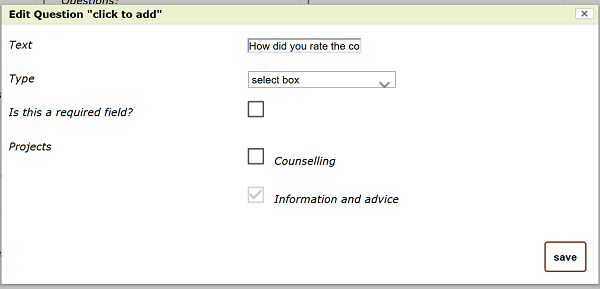 Questions:
Edit Question "click to add"
Text
How did you rate the co
Type
select box
Is this a required field?
Projects
Counselling
Information and advice
save